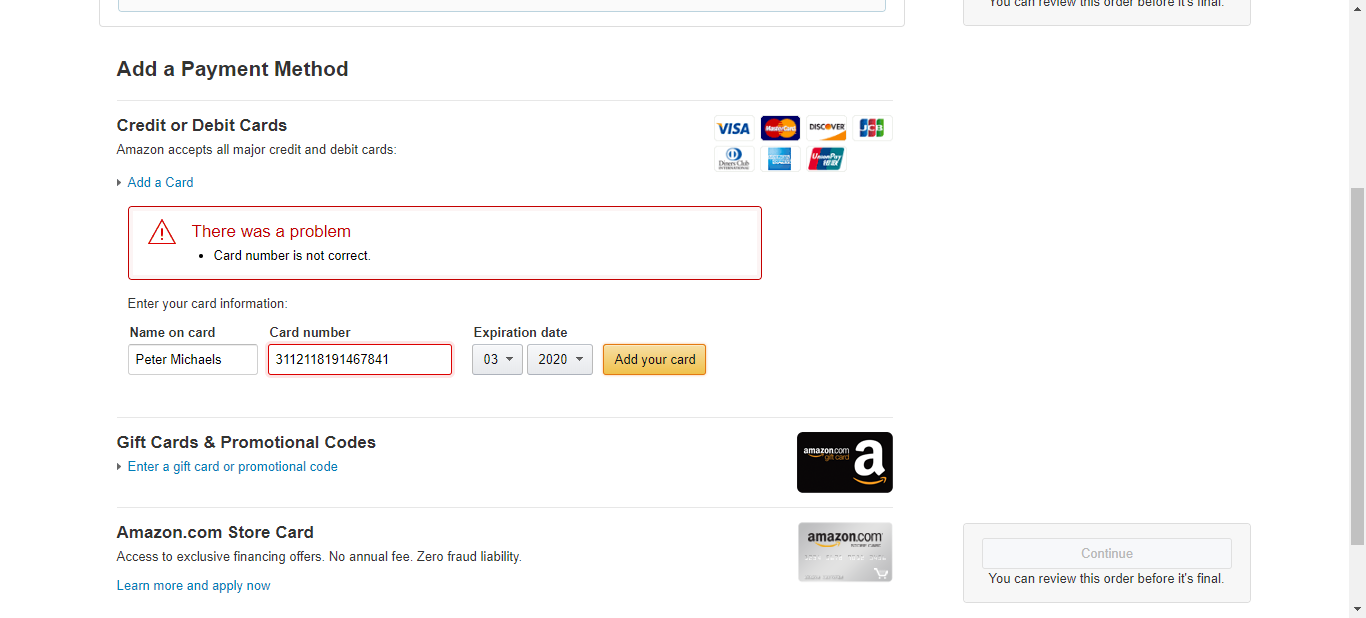 You can review this order before it's final.
Add a Payment Method
Credit or Debit Cards
Amazon accepts all major credit and debit cards:
VISA MasterCard DISCOVER JCB
Diners Club INTERNATIONAL AMERICAN EXPRESS UnionPay 银联
Add a Card
There was a problem
Card number is not correct.
Enter your card information:
Name on card Card number Expiration date
Peter Michaels 3112118191467841 03 2020 Add your card
Gift Cards & Promotional Codes
Enter a gift card or promotional code
amazon.com gift card a
Amazon.com Store Card
Access to exclusive financing offers. No annual fee. Zero fraud liability.
Learn more and apply now
amazon.com
Continue
You can review this order before it's final.